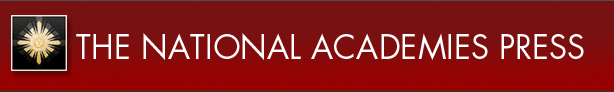 THE NATIONAL ACADEMIES PRESS